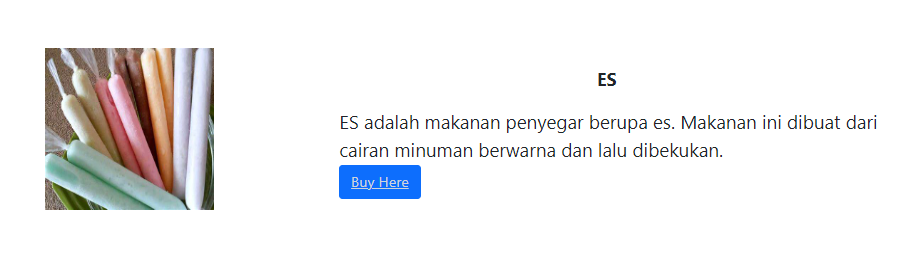 ES
ES adalah makanan penyegar berupa es. Makanan ini dibuat dari
cairan minuman berwarna dan lalu dibekukan.
Buy Here